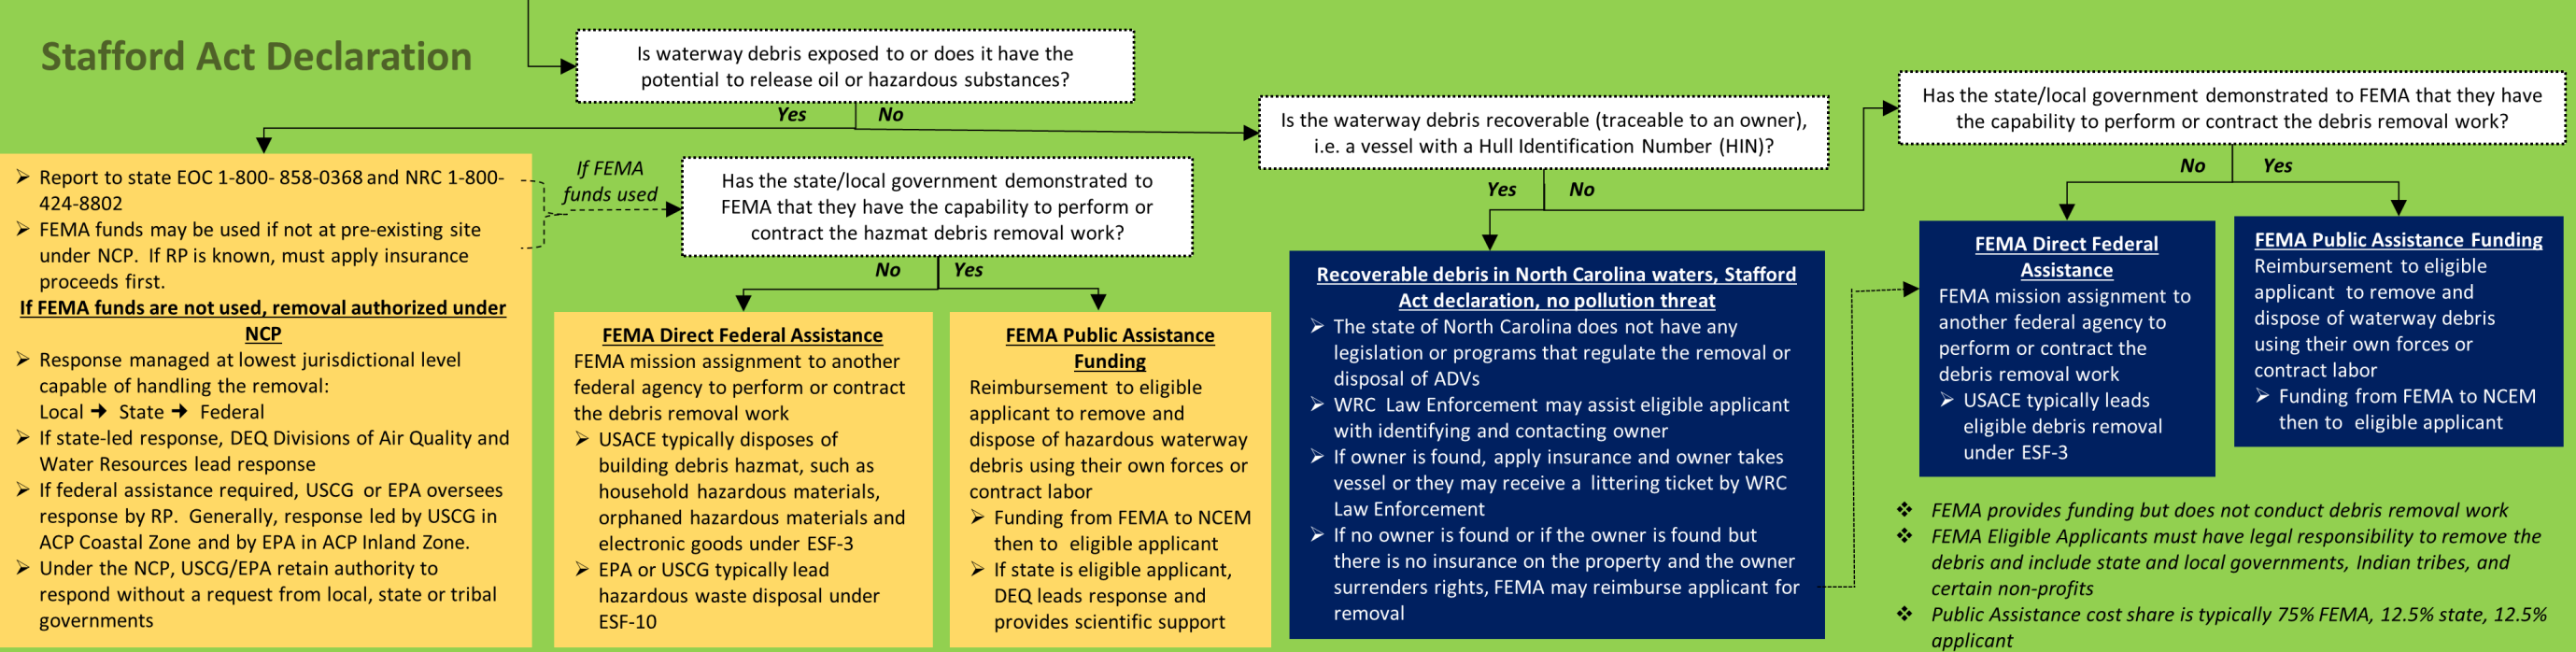 Stafford Act Declaration
Is waterway debris exposed to or does it have the
potential to release oil or hazardous substances?
Yes
No
➢ Report to state EOC 1-800- 858-0368 and NRC 1-800-
424-8802
➢ FEMA funds may be used if not at pre-existing site
under NCP. If RP is known, must apply insurance
proceeds first.
If FEMA funds are not used, removal authorized under
NCP
➢ Response managed at lowest jurisdictional level
capable of handling the removal:
Local ➔ State ➔ Federal
➢ If state-led response, DEQ Divisions of Air Quality and
Water Resources lead response
➢ If federal assistance required, USCG or EPA oversees
response by RP. Generally, response led by USCG in
ACP Coastal Zone and by EPA in ACP Inland Zone.
➢ Under the NCP, USCG/EPA retain authority to
respond without a request from local, state or tribal
governments
If FEMA
funds used
Has the state/local government demonstrated to
FEMA that they have the capability to perform or
contract the hazmat debris removal work?
No
Yes
FEMA Direct Federal Assistance
FEMA mission assignment to another
federal agency to perform or contract
the debris removal work
➢ USACE typically disposes of
building debris hazmat, such as
household hazardous materials,
orphaned hazardous materials and
electronic goods under ESF-3
➢ EPA or USCG typically lead
hazardous waste disposal under
ESF-10
FEMA Public Assistance
Funding
Reimbursement to eligible
applicant to remove and
dispose of hazardous waterway
debris using their own forces or
contract labor
➢ Funding from FEMA to NCEM
then to eligible applicant
➢ If state is eligible applicant,
DEQ leads response and
provides scientific support
Is the waterway debris recoverable (traceable to an owner),
i.e. a vessel with a Hull Identification Number (HIN)?
Yes
No
Recoverable debris in North Carolina waters, Stafford
Act declaration, no pollution threat
➢ The state of North Carolina does not have any
legislation or programs that regulate the removal or
disposal of ADVs
➢ WRC Law Enforcement may assist eligible applicant
with identifying and contacting owner
➢ If owner is found, apply insurance and owner takes
vessel or they may receive a littering ticket by WRC
Law Enforcement
➢ If no owner is found or if the owner is found but
there is no insurance on the property and the owner
surrenders rights, FEMA may reimburse applicant for
removal
Has the state/local government demonstrated to FEMA that they have
the capability to perform or contract the debris removal work?
No
Yes
FEMA Direct Federal
Assistance
FEMA mission assignment to
another federal agency to
perform or contract the
debris removal work
➢ USACE typically leads
eligible debris removal
under ESF-3
FEMA Public Assistance Funding
Reimbursement to eligible
applicant to remove and
dispose of waterway debris
using their own forces or
contract labor
➢ Funding from FEMA to NCEM
then to eligible applicant
❖ FEMA provides funding but does not conduct debris removal work
❖ FEMA Eligible Applicants must have legal responsibility to remove the
debris and include state and local governments, Indian tribes, and
certain non-profits
❖ Public Assistance cost share is typically 75% FEMA, 12.5% state, 12.5%
applicant